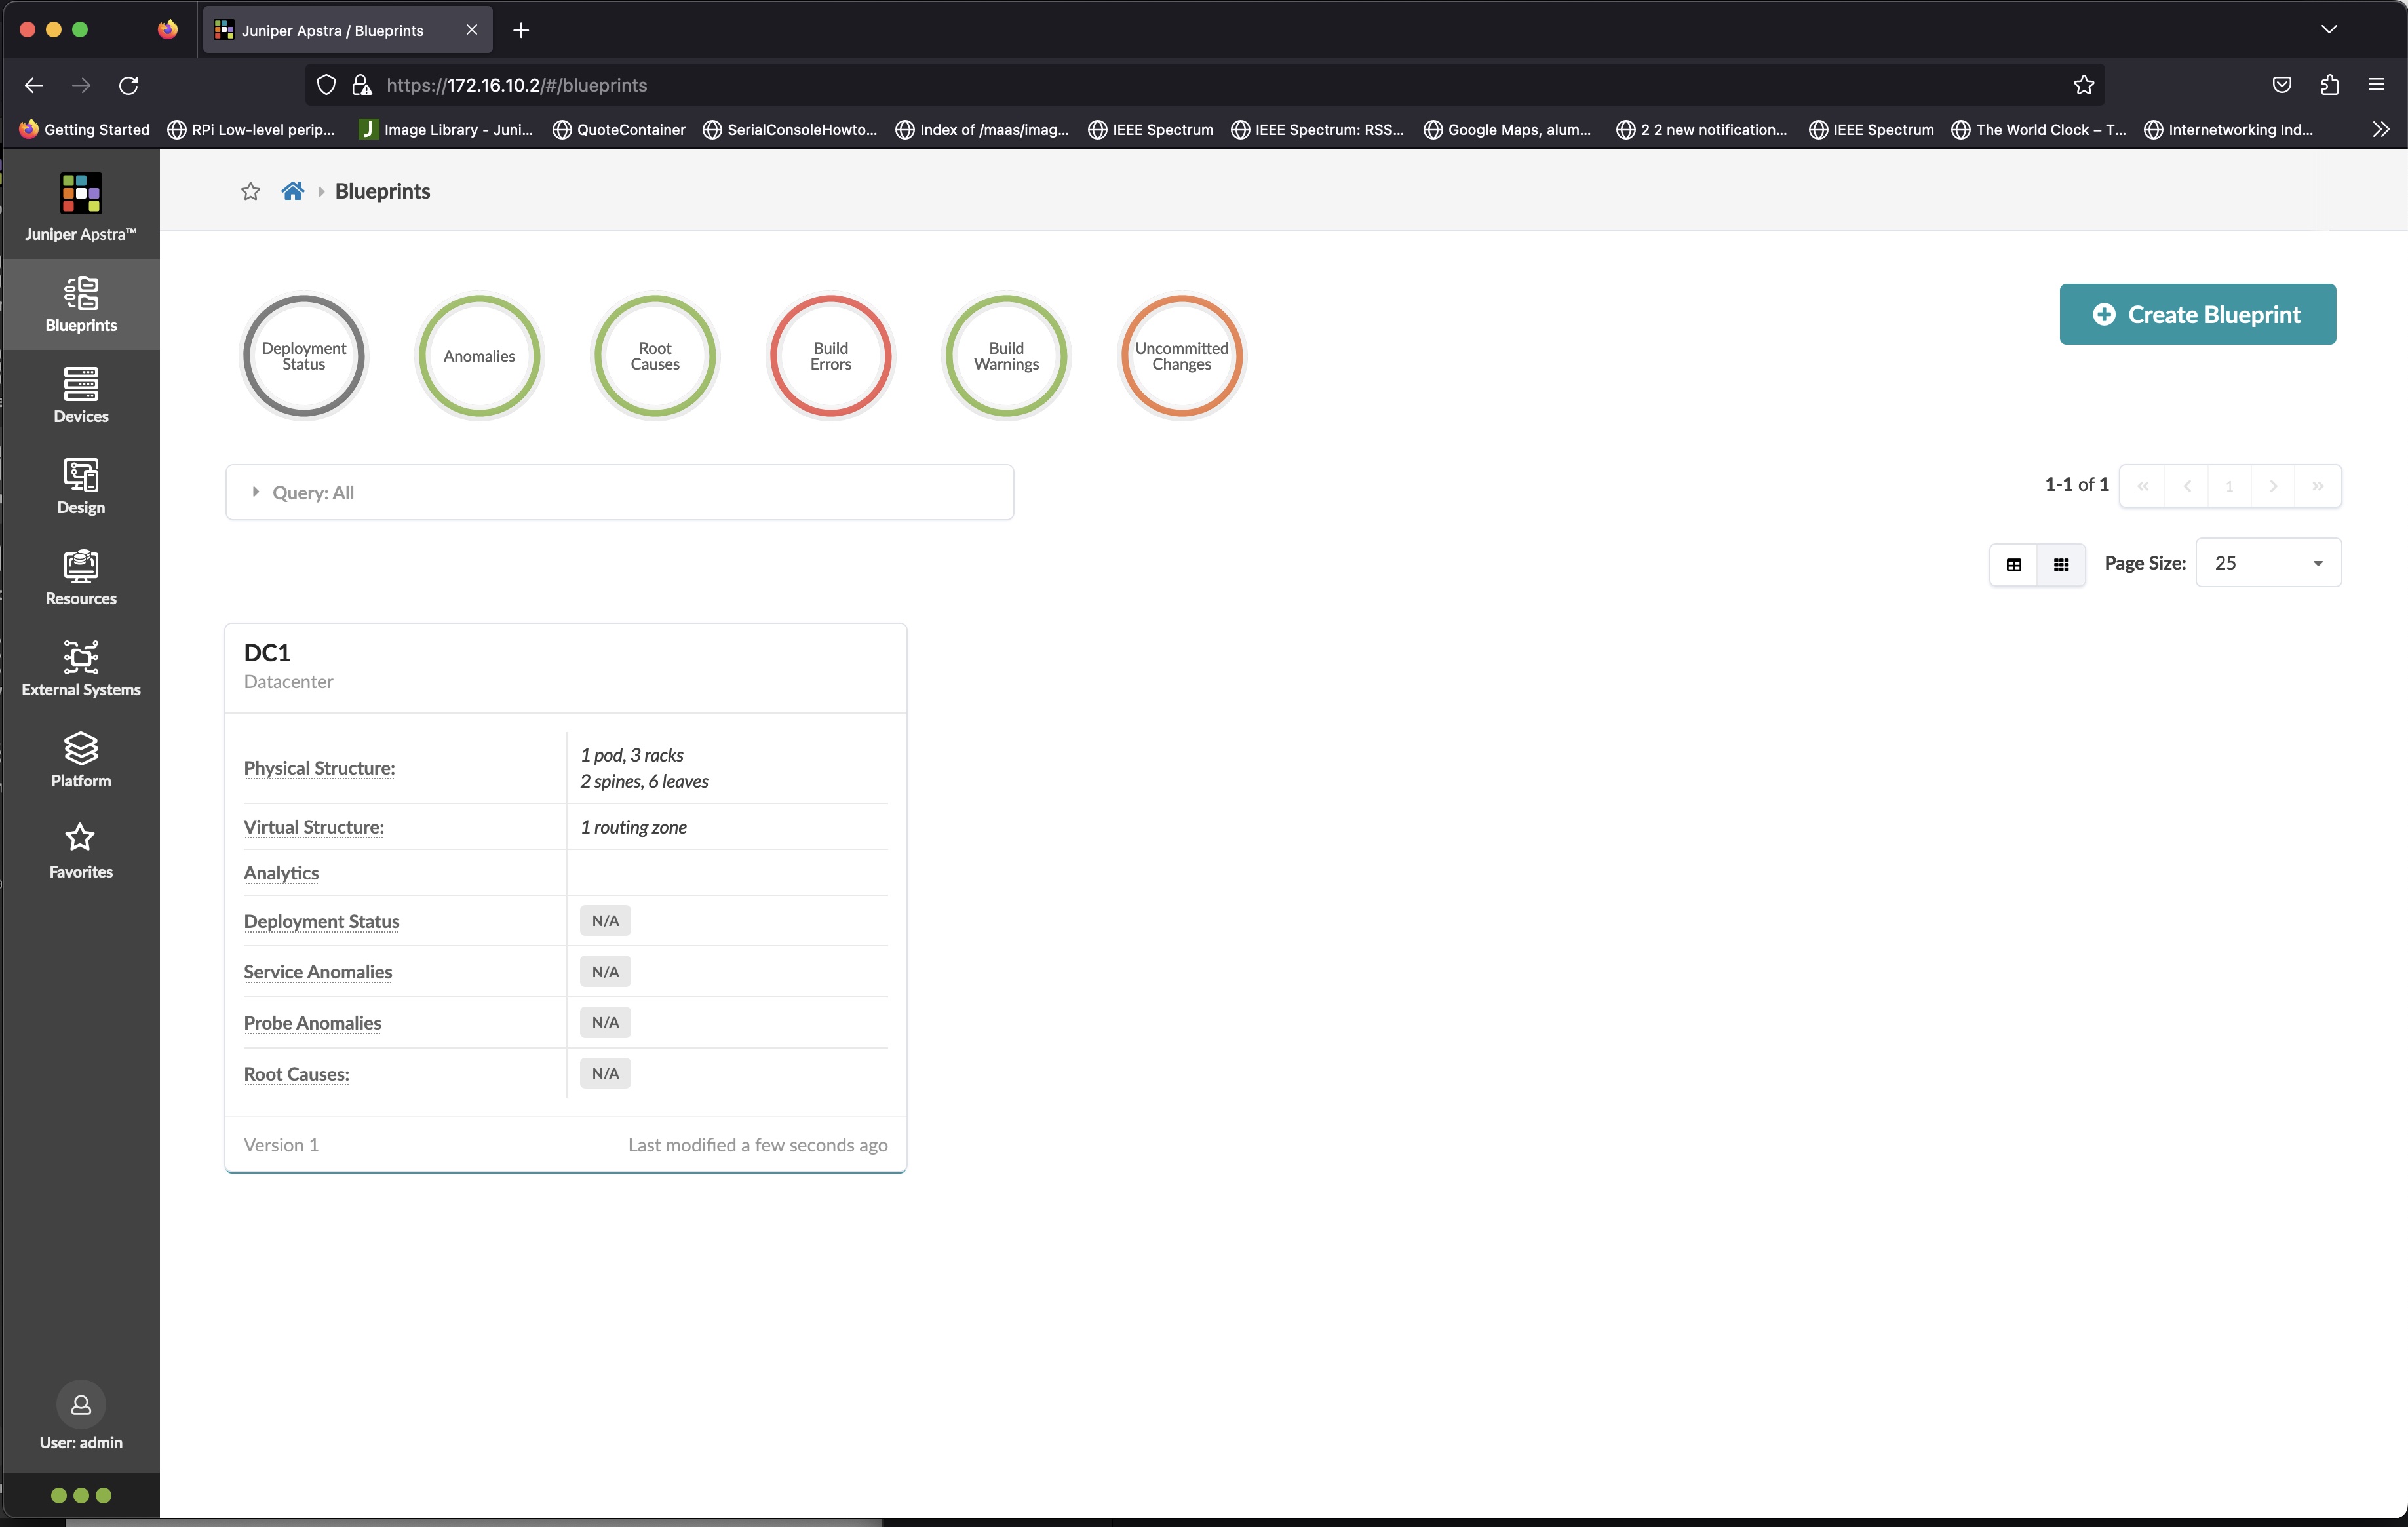 Juniper Apstra / Blueprints
https://172.16.10.2/#/blueprints
Getting Started
RPi Low-level perip...
Image Library - Juni...
QuoteContainer
SerialConsoleHowto...
Index of /maas/imag...
IEEE Spectrum
IEEE Spectrum: RSS...
Google Maps, alum...
2 2 new notification...
IEEE Spectrum
The World Clock – T...
Internetworking Ind...
Juniper Apstra™
Blueprints
Devices
Design
Resources
External Systems
Platform
Favorites
User: admin
Blueprints
Deployment
Status
Anomalies
Root
Causes
Build
Errors
Build
Warnings
Uncommitted
Changes
Create Blueprint
Query: All
1-1 of 1
1
Page Size:
25
DC1
Datacenter
Physical Structure:
1 pod, 3 racks
2 spines, 6 leaves
Virtual Structure:
1 routing zone
Analytics
Deployment Status
N/A
Service Anomalies
N/A
Probe Anomalies
N/A
Root Causes:
N/A
Version 1
Last modified a few seconds ago